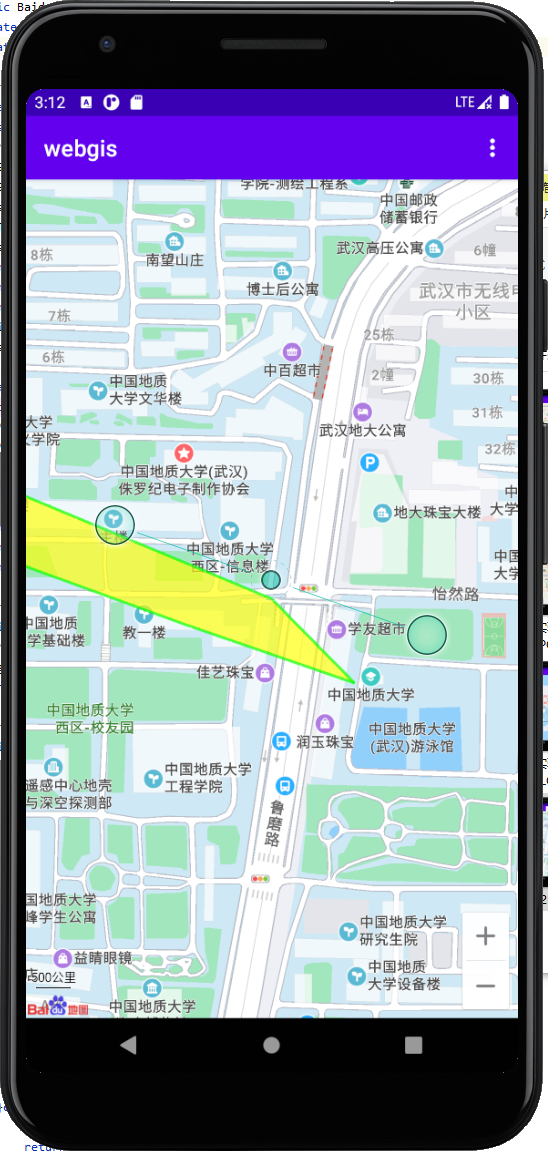 3:12
LTE
webgis
学院-测绘工程系
中国邮政
储蓄银行
武汉高压公寓
8栋
南望山庄
6幢
博士后公寓
武汉市无线电
小区
7栋
25栋
6栋
中百超市
2幢
30栋
中国地质
大学文华楼
31栋
武汉地大公寓
大学
学院
32栋
中国地质大学(武汉)
侏罗纪电子制作协会
P
地大珠宝大楼
中国地质大学
西区-信息楼
怡然路
中国地质
学基础楼
教一楼
学友超市
佳艺珠宝
中国地质大学
中国地质大学
西区-校友园
润玉珠宝
中国地质大学
(武汉)游泳馆
遥感中心地壳
与深空探测部
中国地质大学
工程学院
鲁磨路
国地质大学
峰学生公寓
中国地质大学
研究生院
益晴眼镜
中国地质
大学设备楼
店
500公里
Bai du 地图
中国地质大学
+
−
return